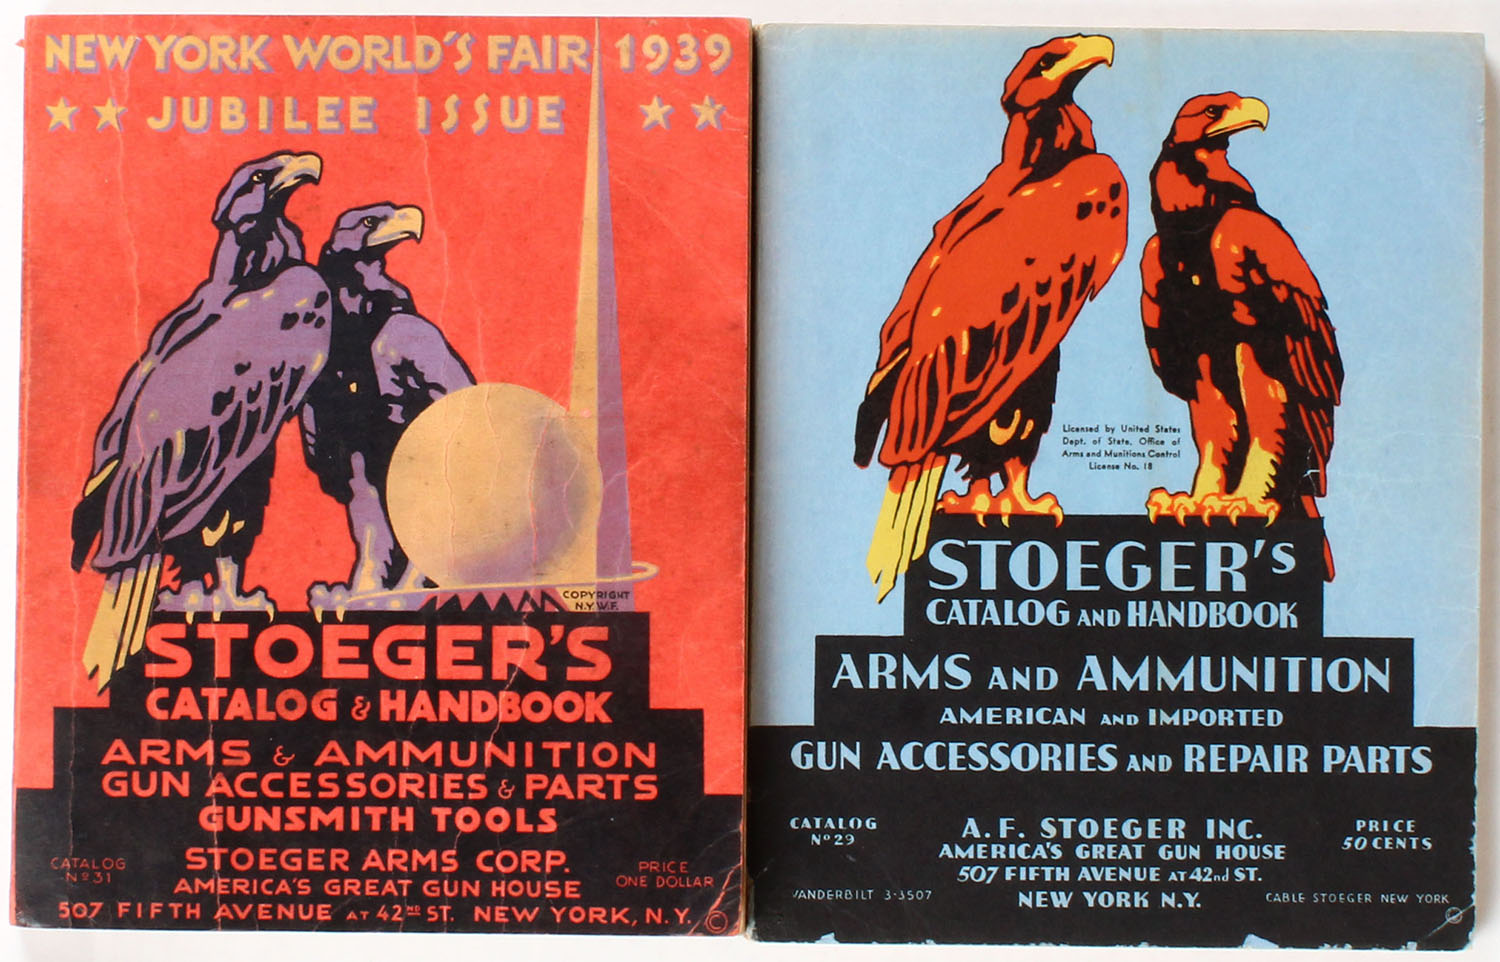 NEW YORK WORLD'S FAIR 1939
JUBILEE ISSUE
COPYRIGHT
N.Y.W.F.
STOEGER'S
CATALOG & HANDBOOK
ARMS & AMMUNITION
GUN ACCESSORIES & PARTS
GUNSMITH TOOLS
CATALOG
Nº 31
STOEGER ARMS CORP.
AMERICA'S GREAT GUN HOUSE
PRICE
ONE DOLLAR
507 FIFTH AVENUE AT 42ND ST. NEW YORK, N.Y. ©
Licensed by United States
Dept. of State, Office of
Arms and Munitions Control
License No. 18
STOEGER's
CATALOG AND HANDBOOK
ARMS AND AMMUNITION
AMERICAN AND IMPORTED
GUN ACCESSORIES AND REPAIR PARTS
CATALOG
Nº 29
A. F. STOEGER INC.
AMERICA'S GREAT GUN HOUSE
507 FIFTH AVENUE AT 42nd ST.
NEW YORK N.Y.
PRICE
50 CENTS
VANDERBILT 3-3507
CABLE STOEGER NEW YORK
©